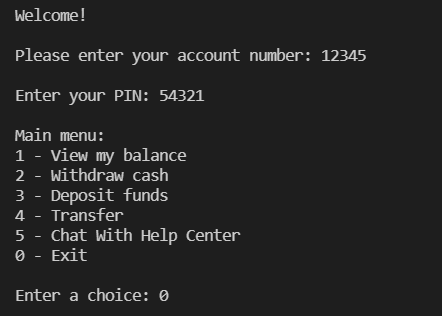 Welcome!
Please enter your account number: 12345
Enter your PIN: 54321
Main menu:
1 - View my balance
2 - Withdraw cash
3 - Deposit funds
4 - Transfer
5 - Chat With Help Center
0 - Exit
Enter a choice: 0